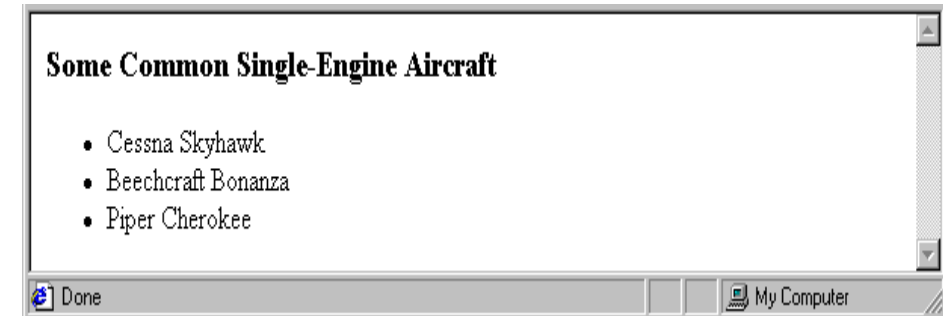 Some Common Single-Engine Aircraft
• Cessna Skyhawk
• Beechcraft Bonanza
• Piper Cherokee
Done
My Computer